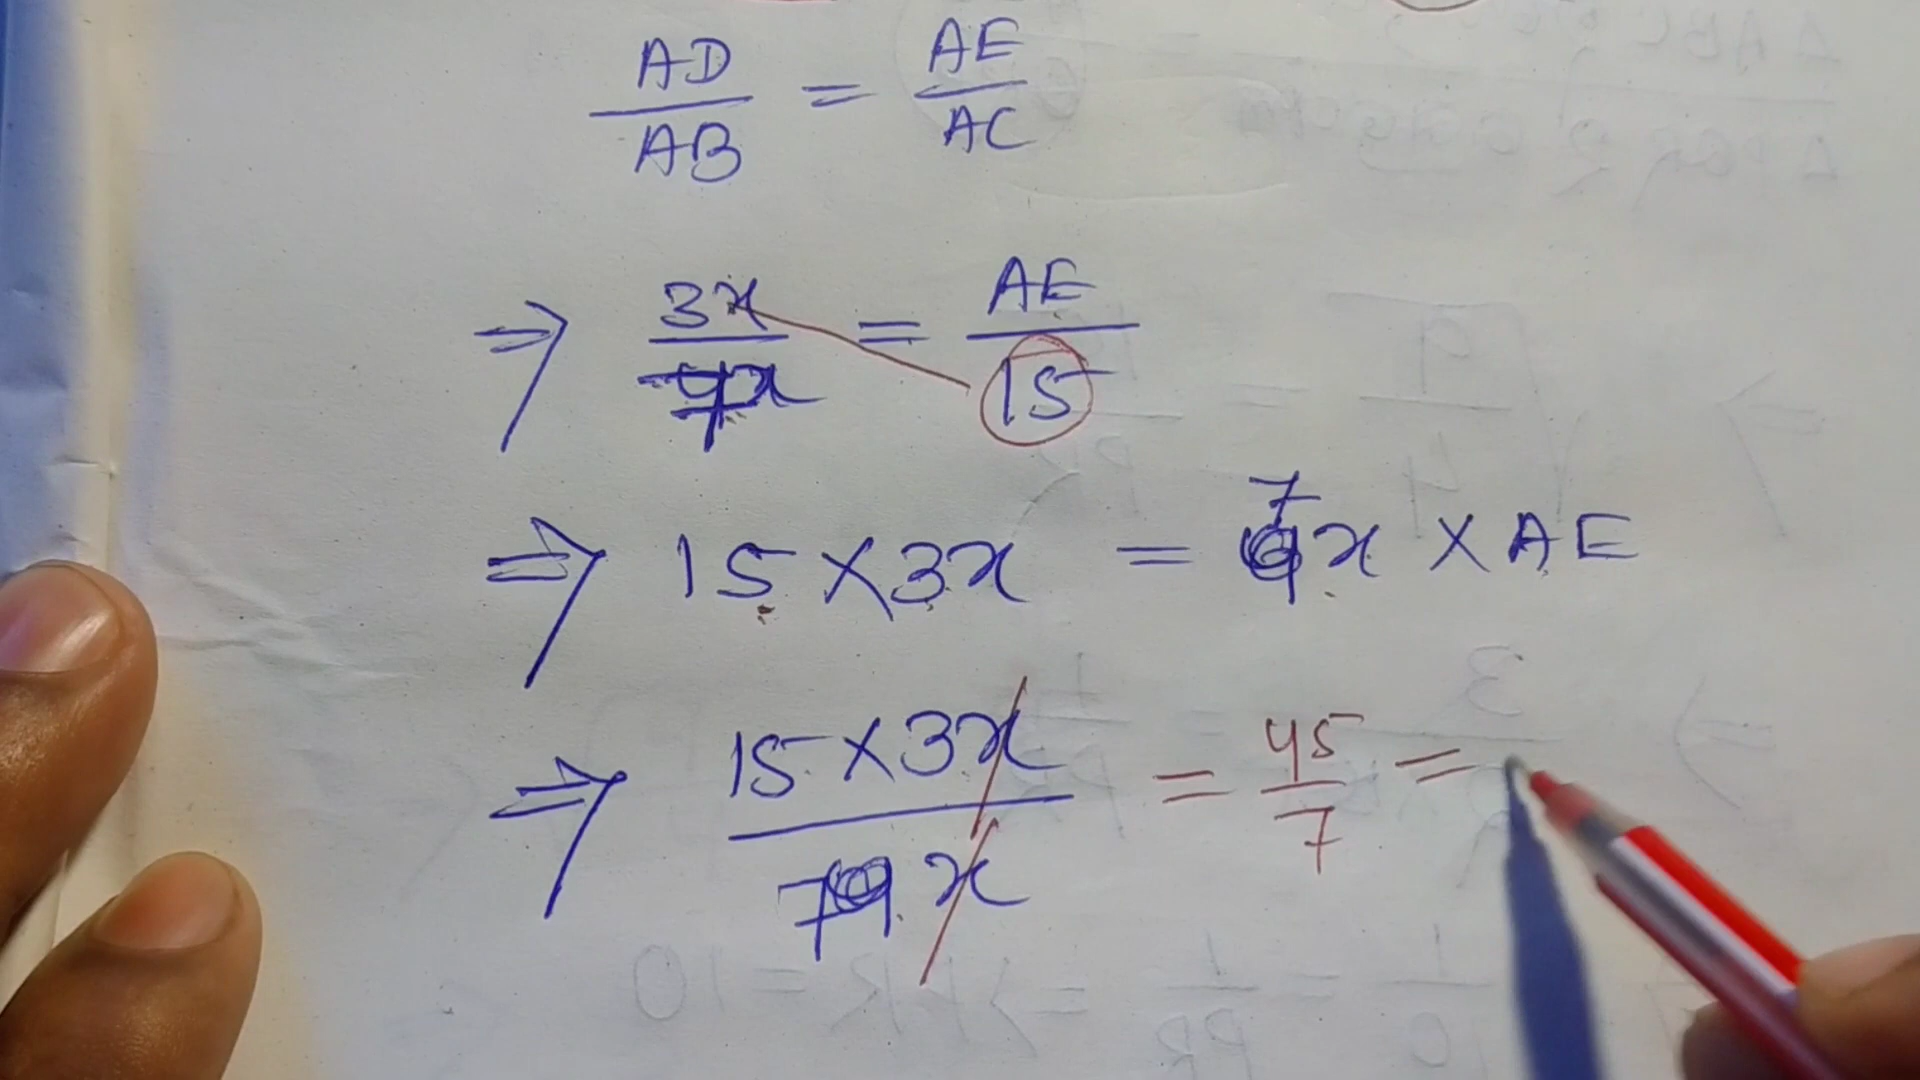 AD/AB = AE/AC
⇒ 3x/7x = AE/15
⇒ 15 × 3x = 7x × AE
⇒ 15 × 3x / 7x = 45/7 =